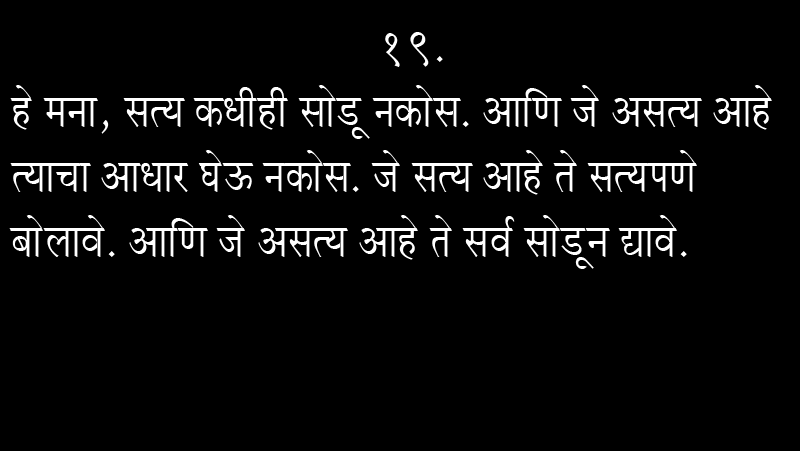 १९.
हे मना, सत्य कधीही सोडू नकोस. आणि जे असत्य आहे
त्याचा आधार घेऊ नकोस. जे सत्य आहे ते सत्यपणे
बोलावे. आणि जे असत्य आहे ते सर्व सोडून द्यावे.